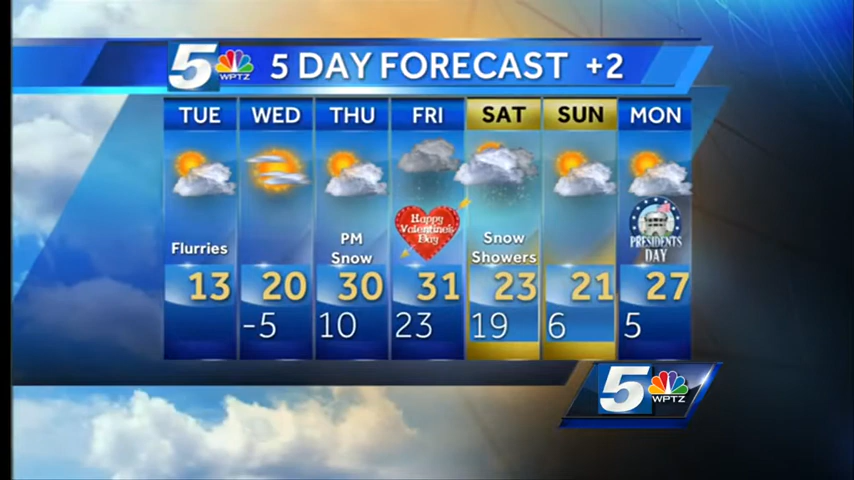 5 WPTZ 5 DAY FORECAST +2
TUE WED THU FRI SAT SUN MON
Happy
Valentine's
Day
PRESIDENTS
DAY
Flurries
PM
Snow
Snow
Showers
13 20 30 31 23 21 27
-5 10 23 19 6 5
5 WPTZ